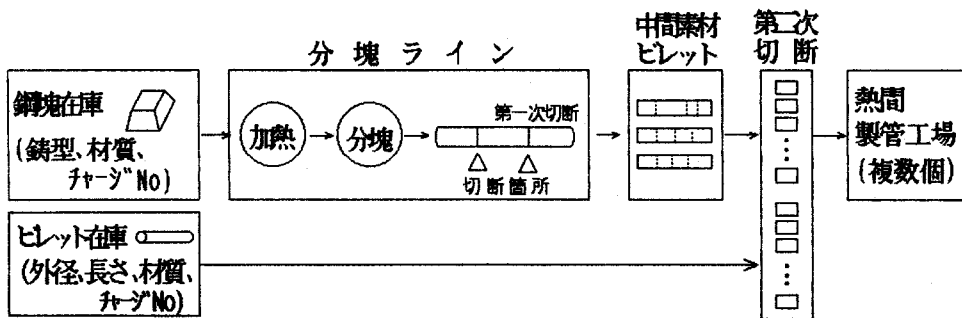 分塊ライン
中間素材
ビレット
第二次
切断
鋼塊在庫
(鋳型、材質、
チャージNo)
加熱
分塊
第一次切断
切断箇所
熱間
製管工場
(複数個)
ビレット在庫
(外径、長さ、材質、
チャージNo)